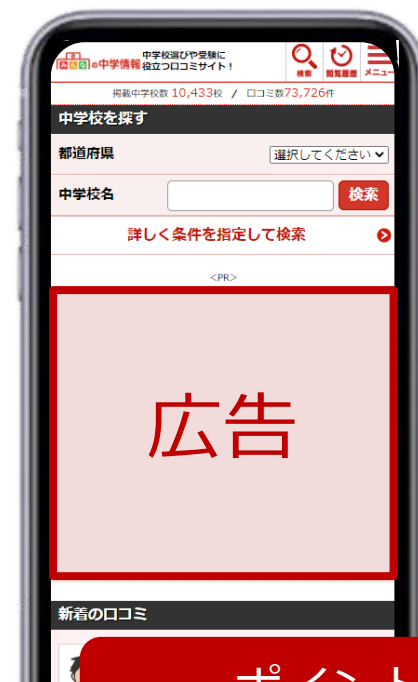 みんなの中学情報
中学校選びや受験に
役立つ口コミサイト!
検索
閲覧履歴
メニュー
掲載中学校数 10,433校 / 口コミ数73,726件
中学校を探す
都道府県
選択してください
中学校名
検索
詳しく条件を指定して検索
<PR>
広告
新着の口コミ
ポイント